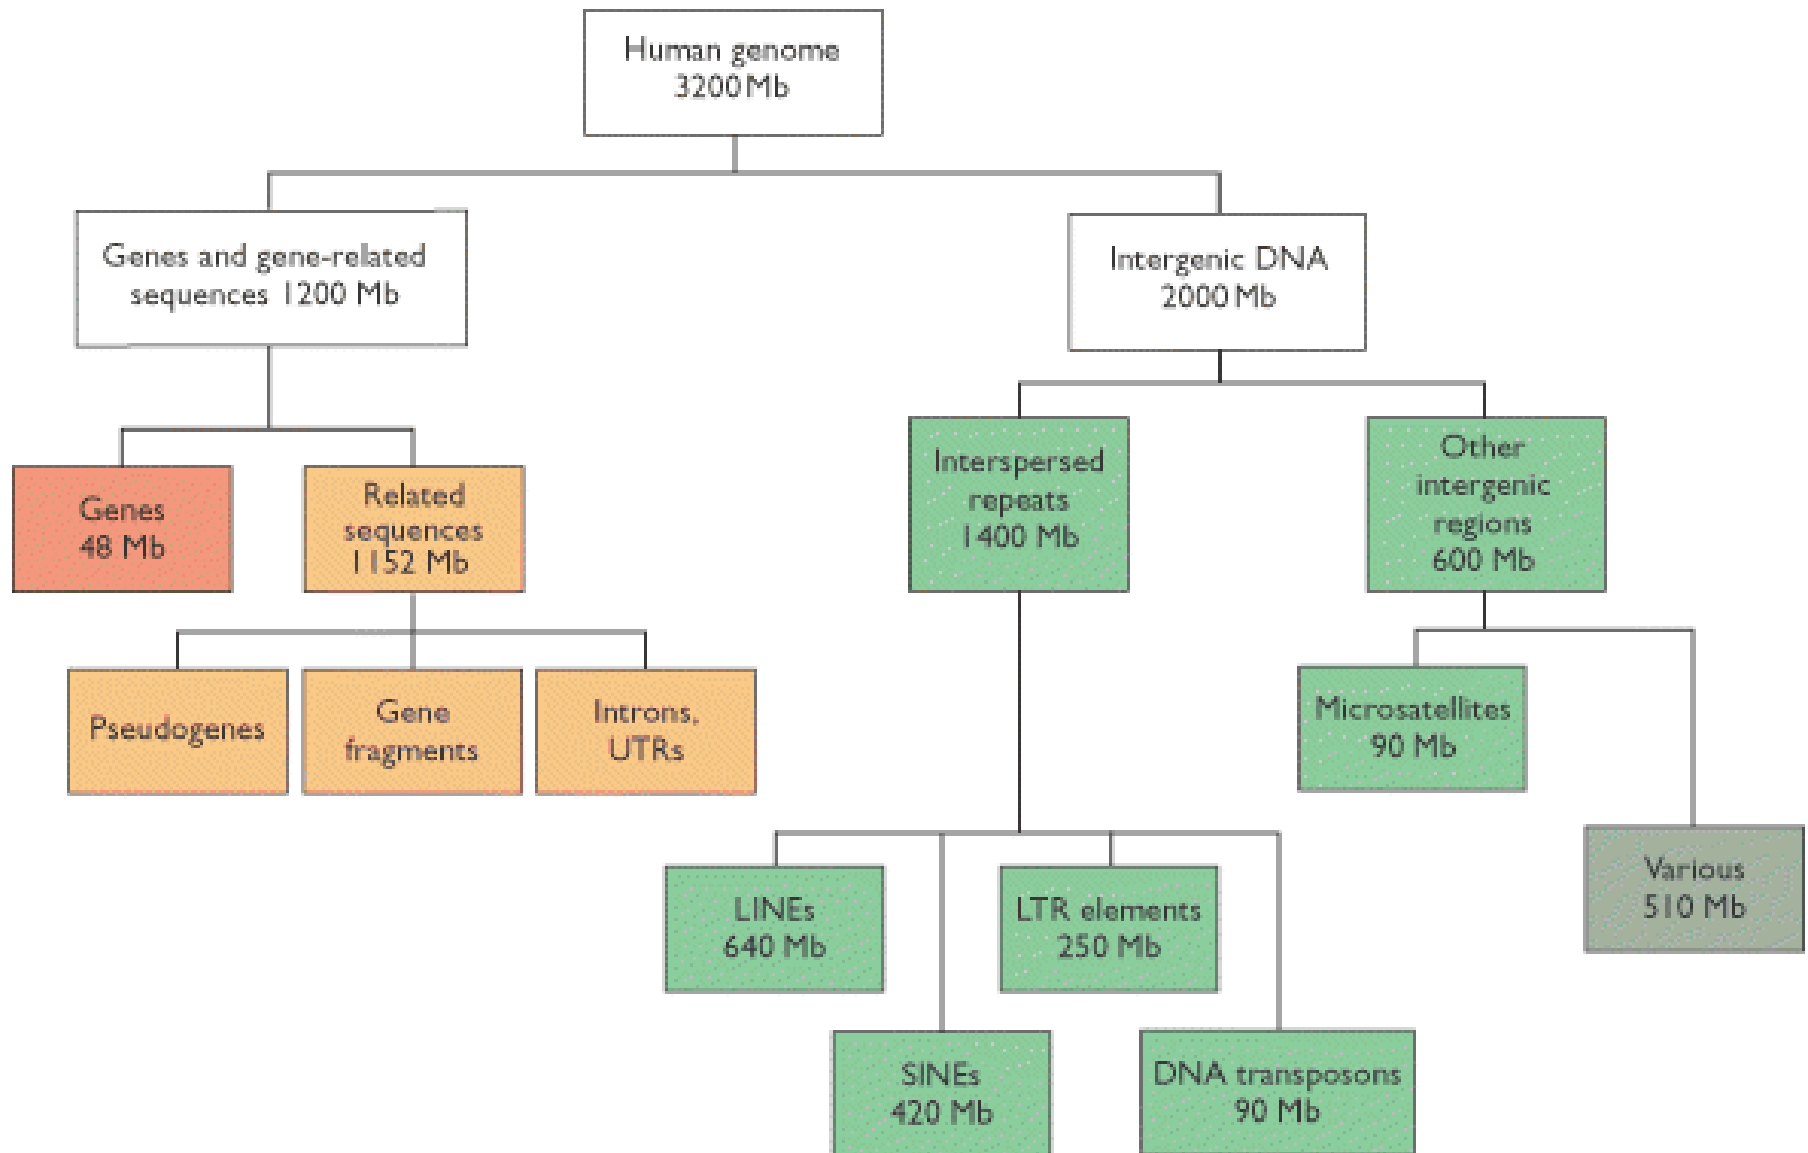 Human genome
3200 Mb
Genes and gene-related
sequences 1200 Mb
Intergenic DNA
2000 Mb
Genes
48 Mb
Related
sequences
1152 Mb
Interspersed
repeats
1400 Mb
Other
intergenic
regions
600 Mb
Pseudogenes
Gene
fragments
Introns,
UTRs
Microsatellites
90 Mb
Various
510 Mb
LINEs
640 Mb
LTR elements
250 Mb
SINEs
420 Mb
DNA transposons
90 Mb